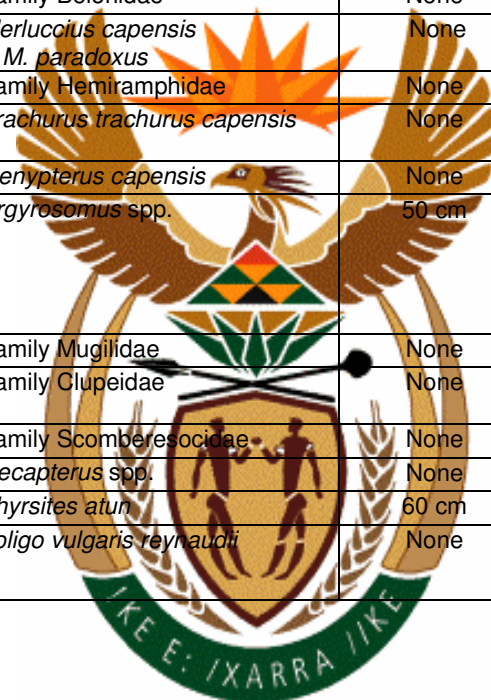 amily Belonidae None
erluccius capensis None
M. paradoxus
amily Hemiramphidae None
rachurus trachurus capensis None
enypterus capensis None
rgyrosomus spp. 50 cm
amily Mugilidae None
amily Clupeidae None
amily Scomberesocidae None
ecapterus spp. None
hyrsites atun 60 cm
oligo vulgaris reynaudii None
!KE E: /XARRA //KE